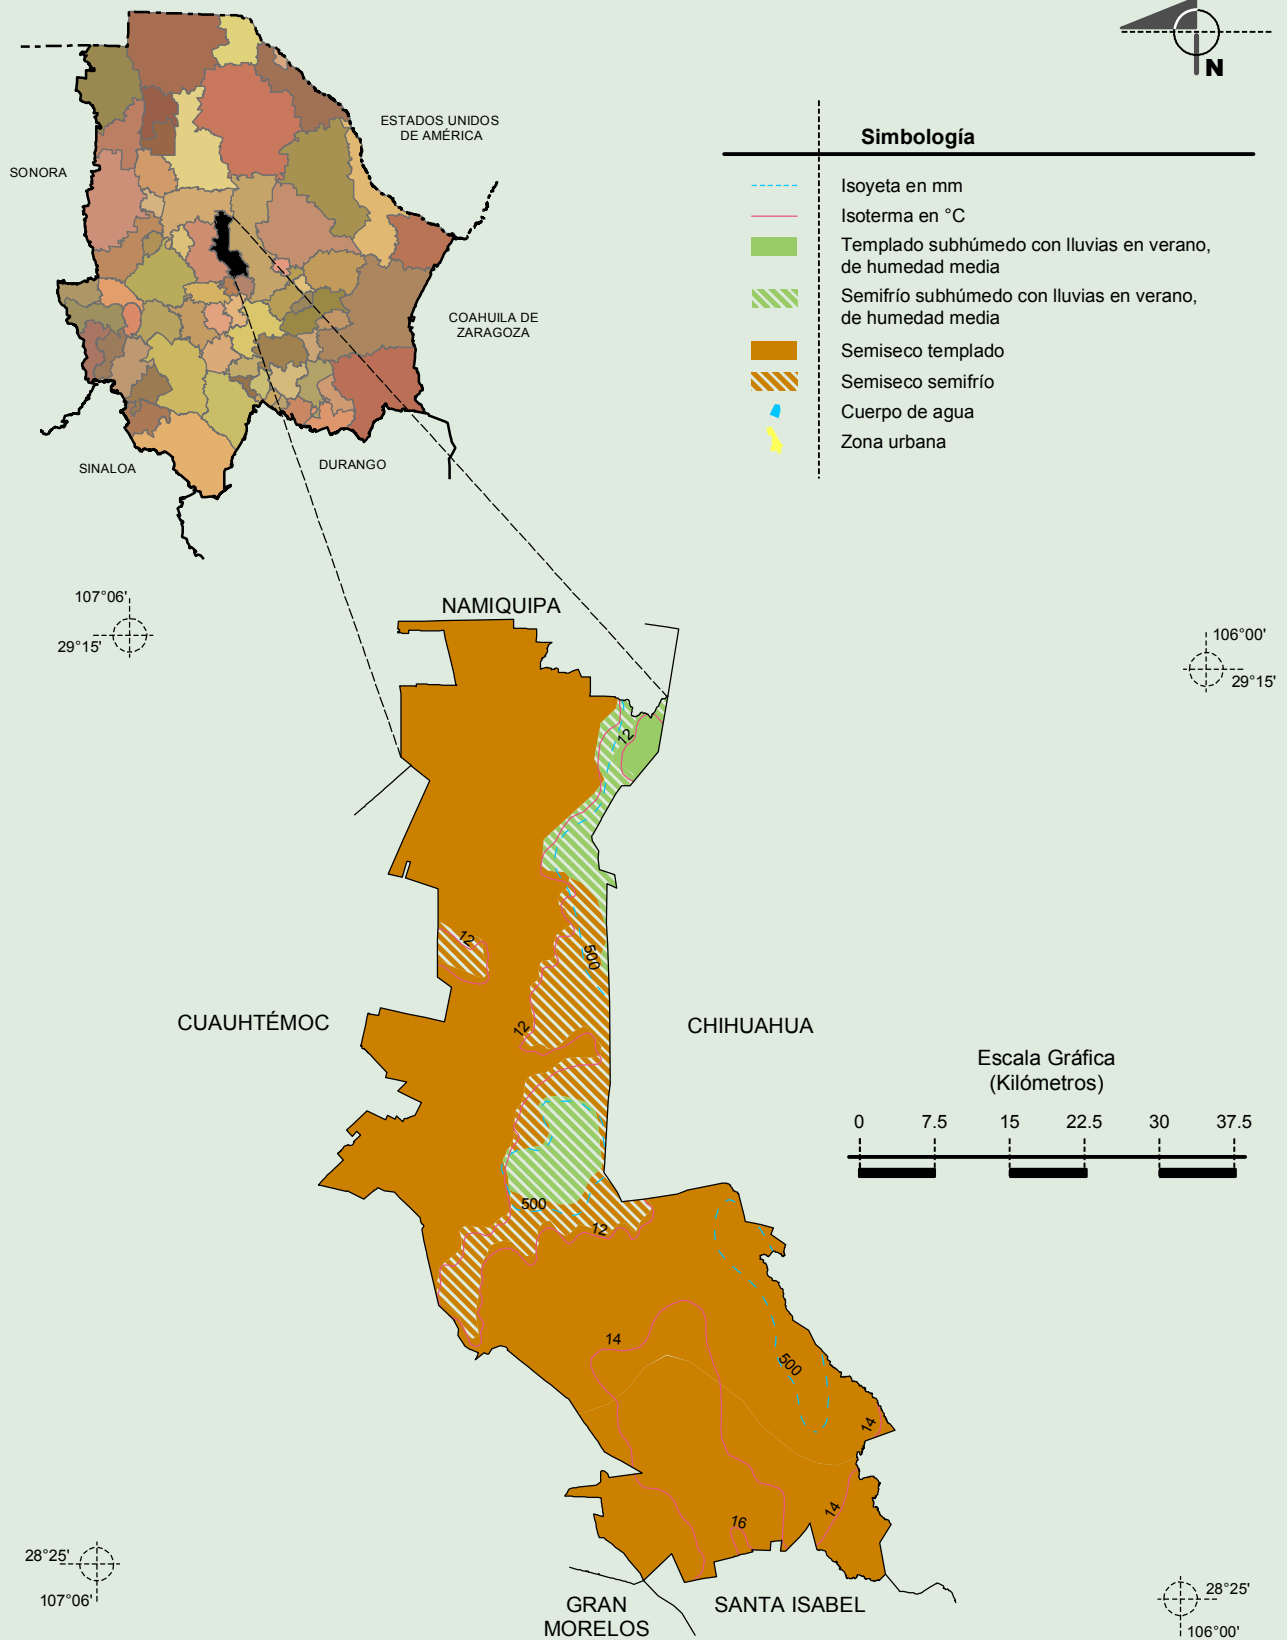 N
ESTADOS UNIDOS
DE AMÉRICA
SONORA
COAHUILA DE
ZARAGOZA
SINALOA
DURANGO
Simbología
Isoyeta en mm
Isoterma en °C
Templado subhúmedo con lluvias en verano,
de humedad media
Semifrío subhúmedo con lluvias en verano,
de humedad media
Semiseco templado
Semiseco semifrío
Cuerpo de agua
Zona urbana
107°06'
29°15'
NAMIQUIPA
106°00'
29°15'
12
12
500
12
CUAUHTÉMOC
CHIHUAHUA
Escala Gráfica
(Kilómetros)
0 7.5 15 22.5 30 37.5
500
12
14
500
14
14
16
28°25'
107°06'
GRAN
MORELOS
SANTA ISABEL
28°25'
106°00'